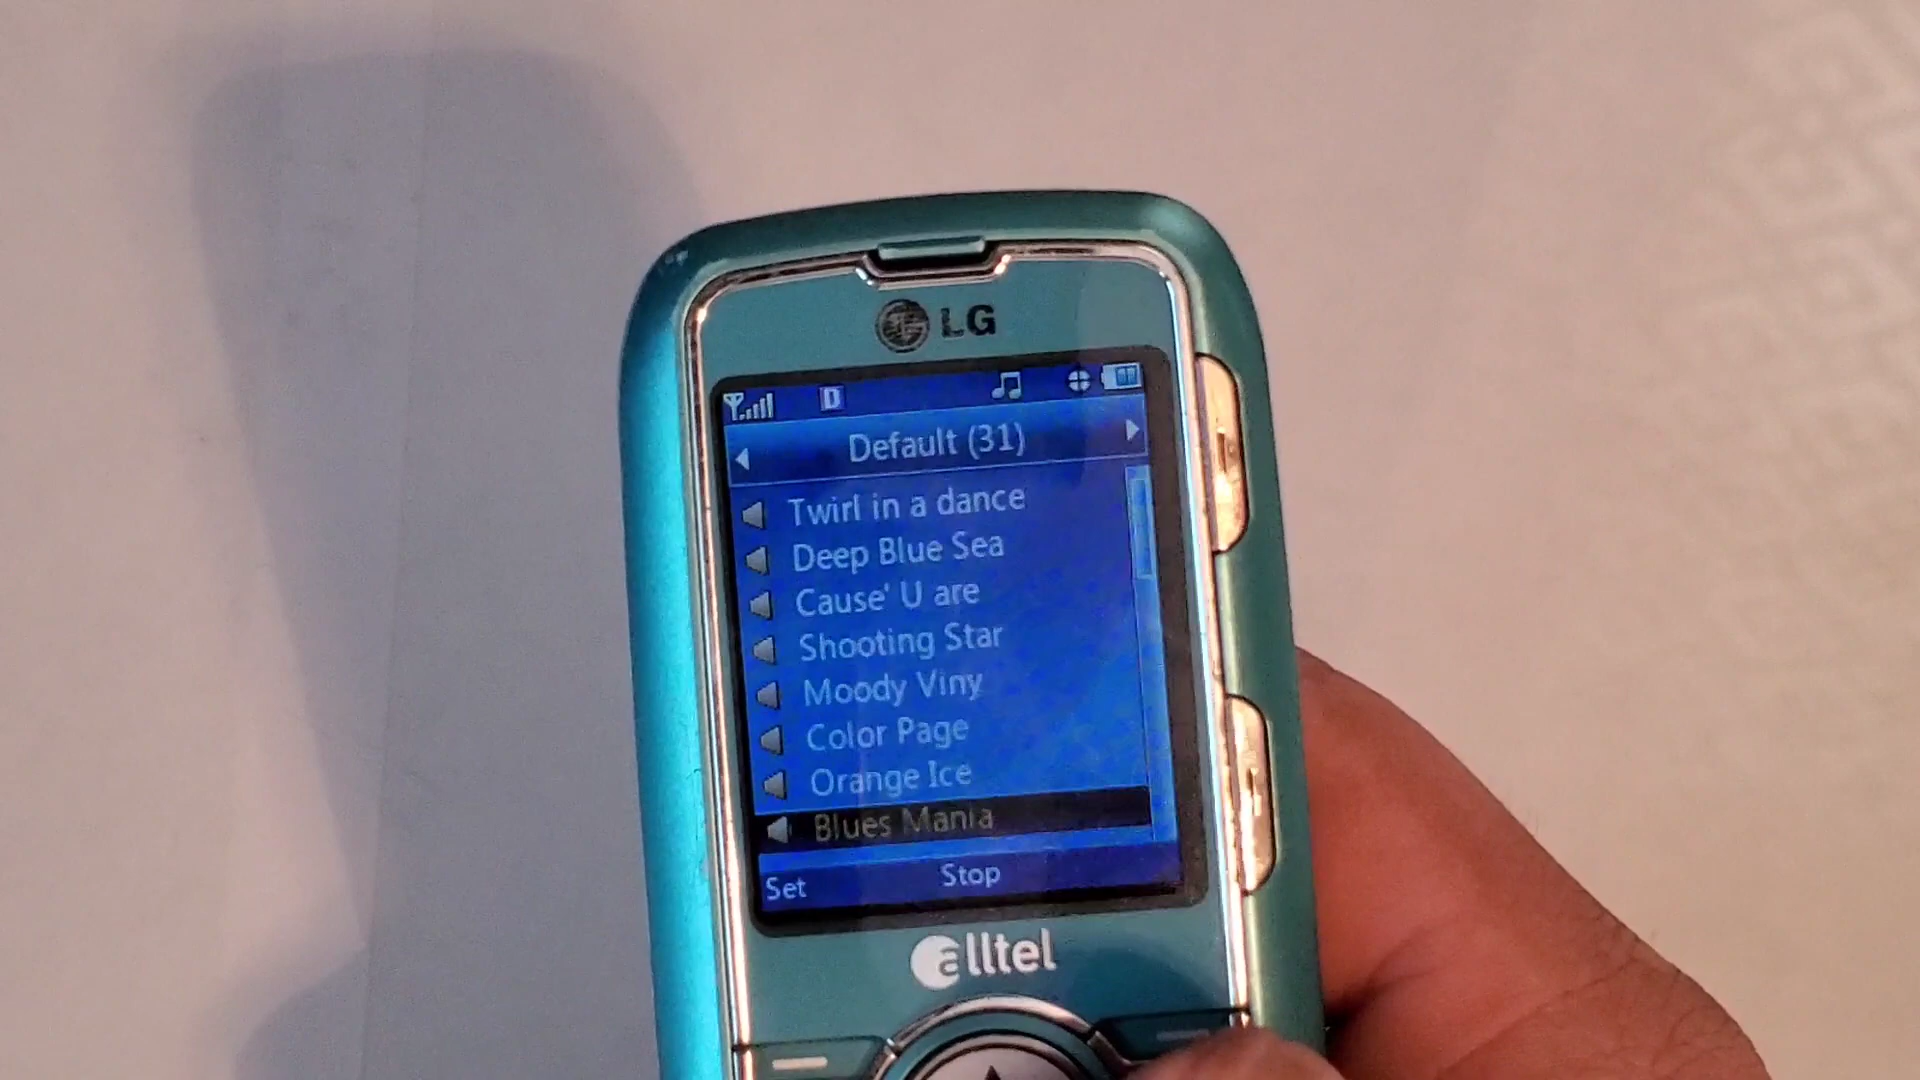 LG
D
Default (31)
Twirl in a dance
Deep Blue Sea
Cause' U are
Shooting Star
Moody Viny
Color Page
Orange Ice
Blues Mania
Set Stop
alltel